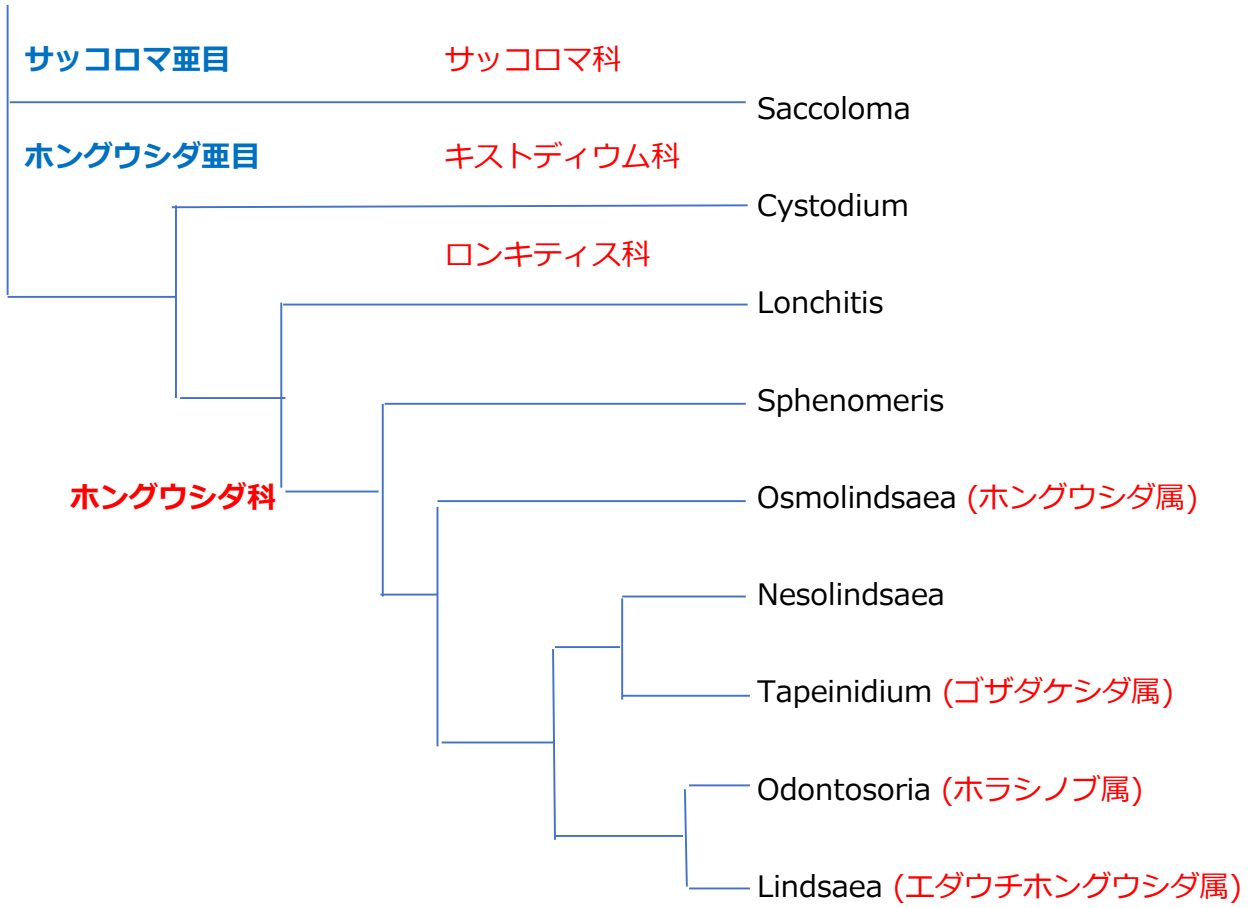 サッコロマ亜目 サッコロマ科
Saccoloma
ホングウシダ亜目 キストディウム科
Cystodium
ロンキティス科
Lonchitis
Sphenomeris
ホングウシダ科 Osmolindsaea (ホングウシダ属)
Nesolindsaea
Tapeinidium (ゴザダケシダ属)
Odontosoria (ホラシノブ属)
Lindsaea (エダウチホングウシダ属)